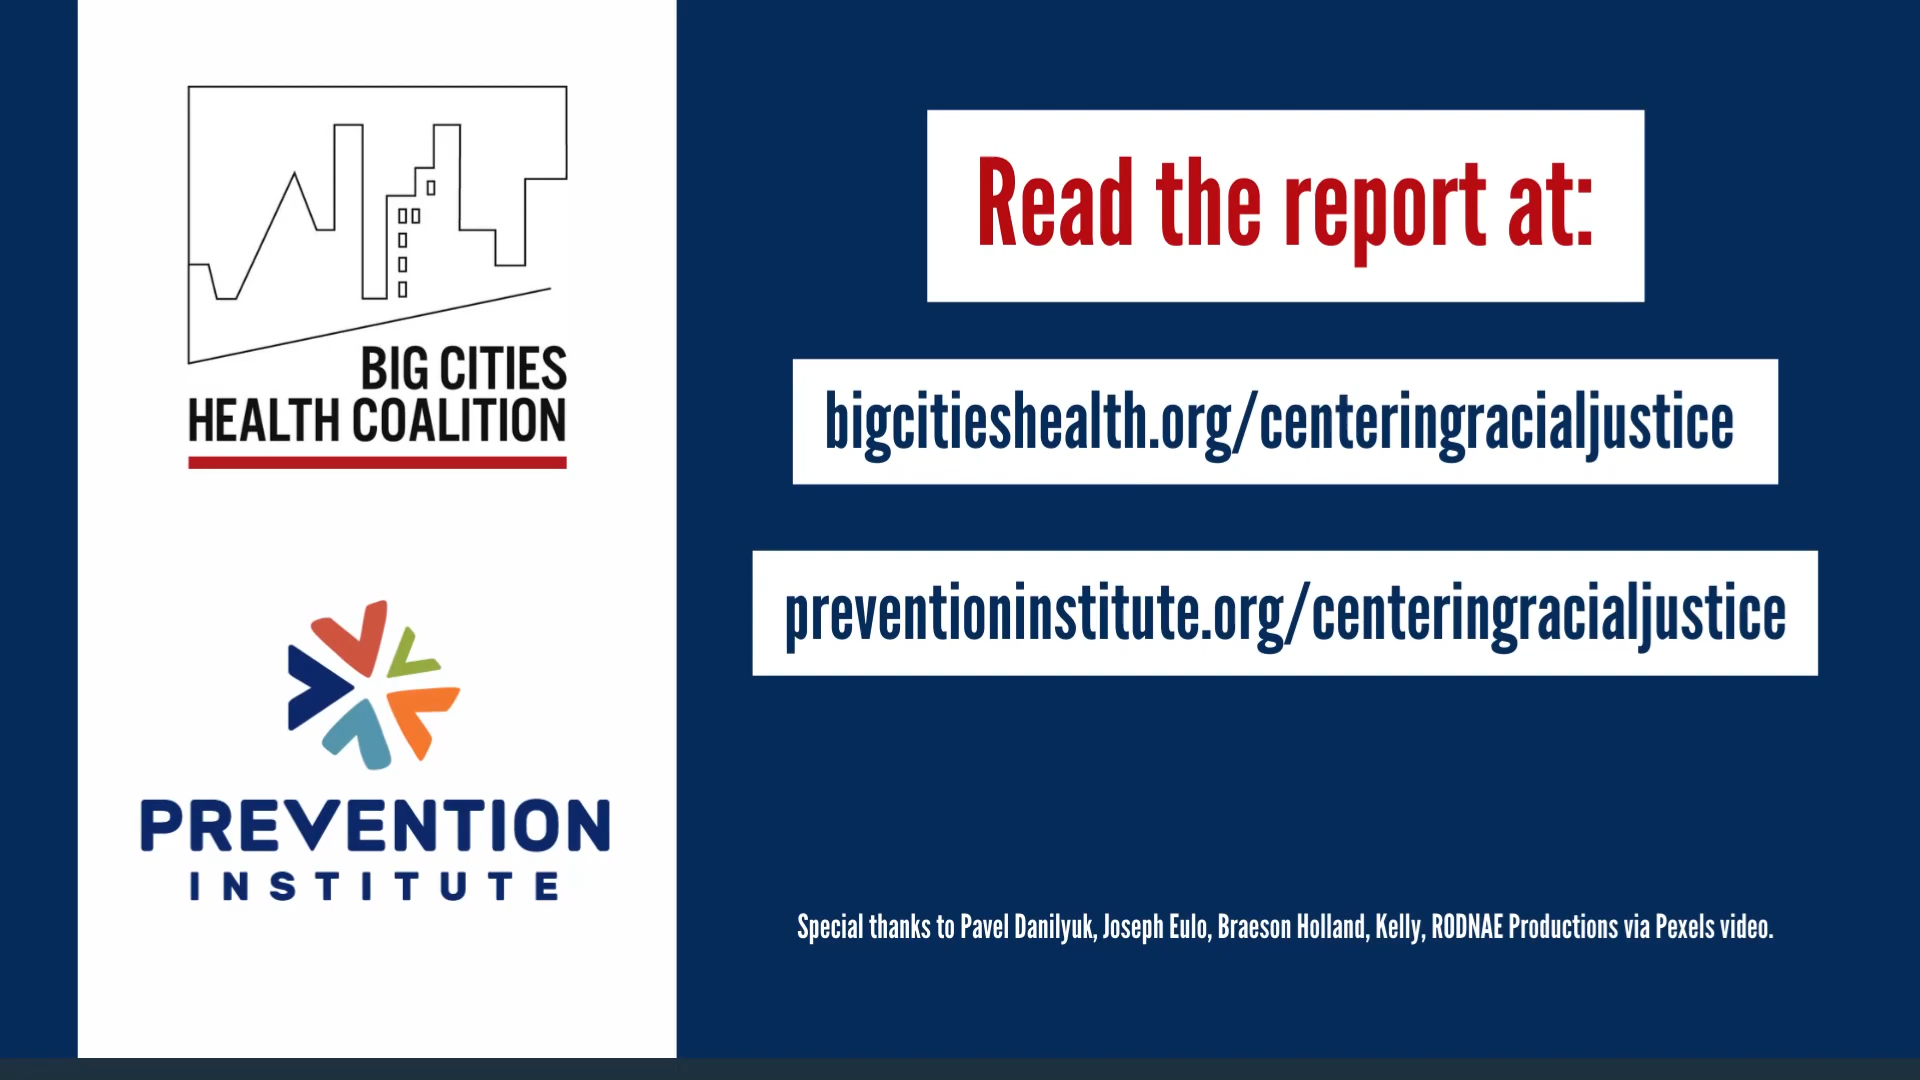 BIG CITIES
HEALTH COALITION
PREVENTION
INSTITUTE
Read the report at:
bigcitieshealth.org/centeringracialjustice
preventioninstitute.org/centeringracialjustice
Special thanks to Pavel Danilyuk, Joseph Eulo, Braeson Holland, Kelly, RODNAE Productions via Pexels video.